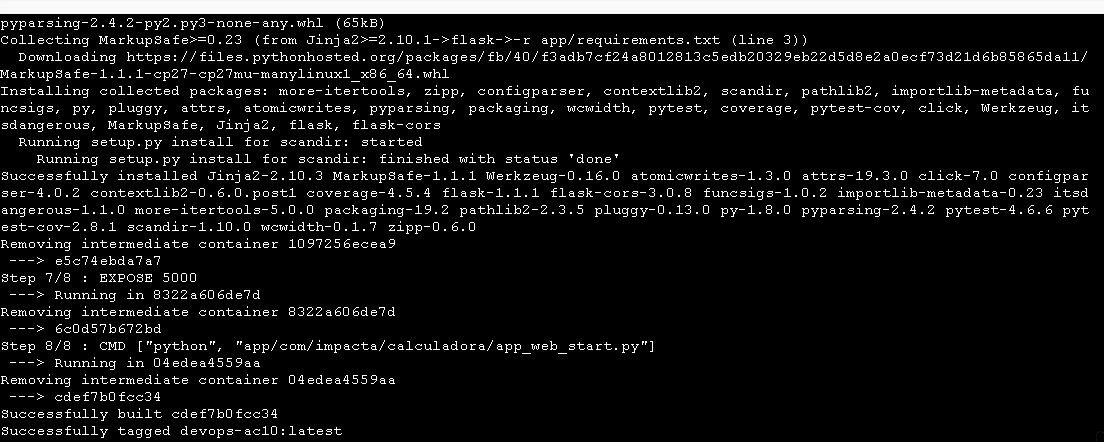 pyparsing-2.4.2-py2.py3-none-any.whl (65kB)
Collecting MarkupSafe>=0.23 (from Jinja2>=2.10.1->flask->-r app/requirements.txt (line 3))
  Downloading https://files.pythonhosted.org/packages/fb/40/f3adb7cf24a8012813c5edb20329eb22d5d8e2a0ecf73d21d6b85865da11/
MarkupSafe-1.1.1-cp27-cp27mu-manylinux1_x86_64.whl
Installing collected packages: more-itertools, zipp, configparser, contextlib2, scandir, pathlib2, importlib-metadata, fu
ncsigs, py, pluggy, attrs, atomicwrites, pyparsing, packaging, wcwidth, pytest, coverage, pytest-cov, click, Werkzeug, it
sdangerous, MarkupSafe, Jinja2, flask, flask-cors
  Running setup.py install for scandir: started
    Running setup.py install for scandir: finished with status 'done'
Successfully installed Jinja2-2.10.3 MarkupSafe-1.1.1 Werkzeug-0.16.0 atomicwrites-1.3.0 attrs-19.3.0 click-7.0 configpar
ser-4.0.2 contextlib2-0.6.0.post1 coverage-4.5.4 flask-1.1.1 flask-cors-3.0.8 funcsigs-1.0.2 importlib-metadata-0.23 itsd
angerous-1.1.0 more-itertools-5.0.0 packaging-19.2 pathlib2-2.3.5 pluggy-0.13.0 py-1.8.0 pyparsing-2.4.2 pytest-4.6.6 pyt
est-cov-2.8.1 scandir-1.10.0 wcwidth-0.1.7 zipp-0.6.0
Removing intermediate container 1097256ecea9
 ---> e5c74ebda7a7
Step 7/8 : EXPOSE 5000
 ---> Running in 8322a606de7d
Removing intermediate container 8322a606de7d
 ---> 6c0d57b672bd
Step 8/8 : CMD ["python", "app/com/impacta/calculadora/app_web_start.py"]
 ---> Running in 04edea4559aa
Removing intermediate container 04edea4559aa
 ---> cdef7b0fcc34
Successfully built cdef7b0fcc34
Successfully tagged devops-ac10:latest